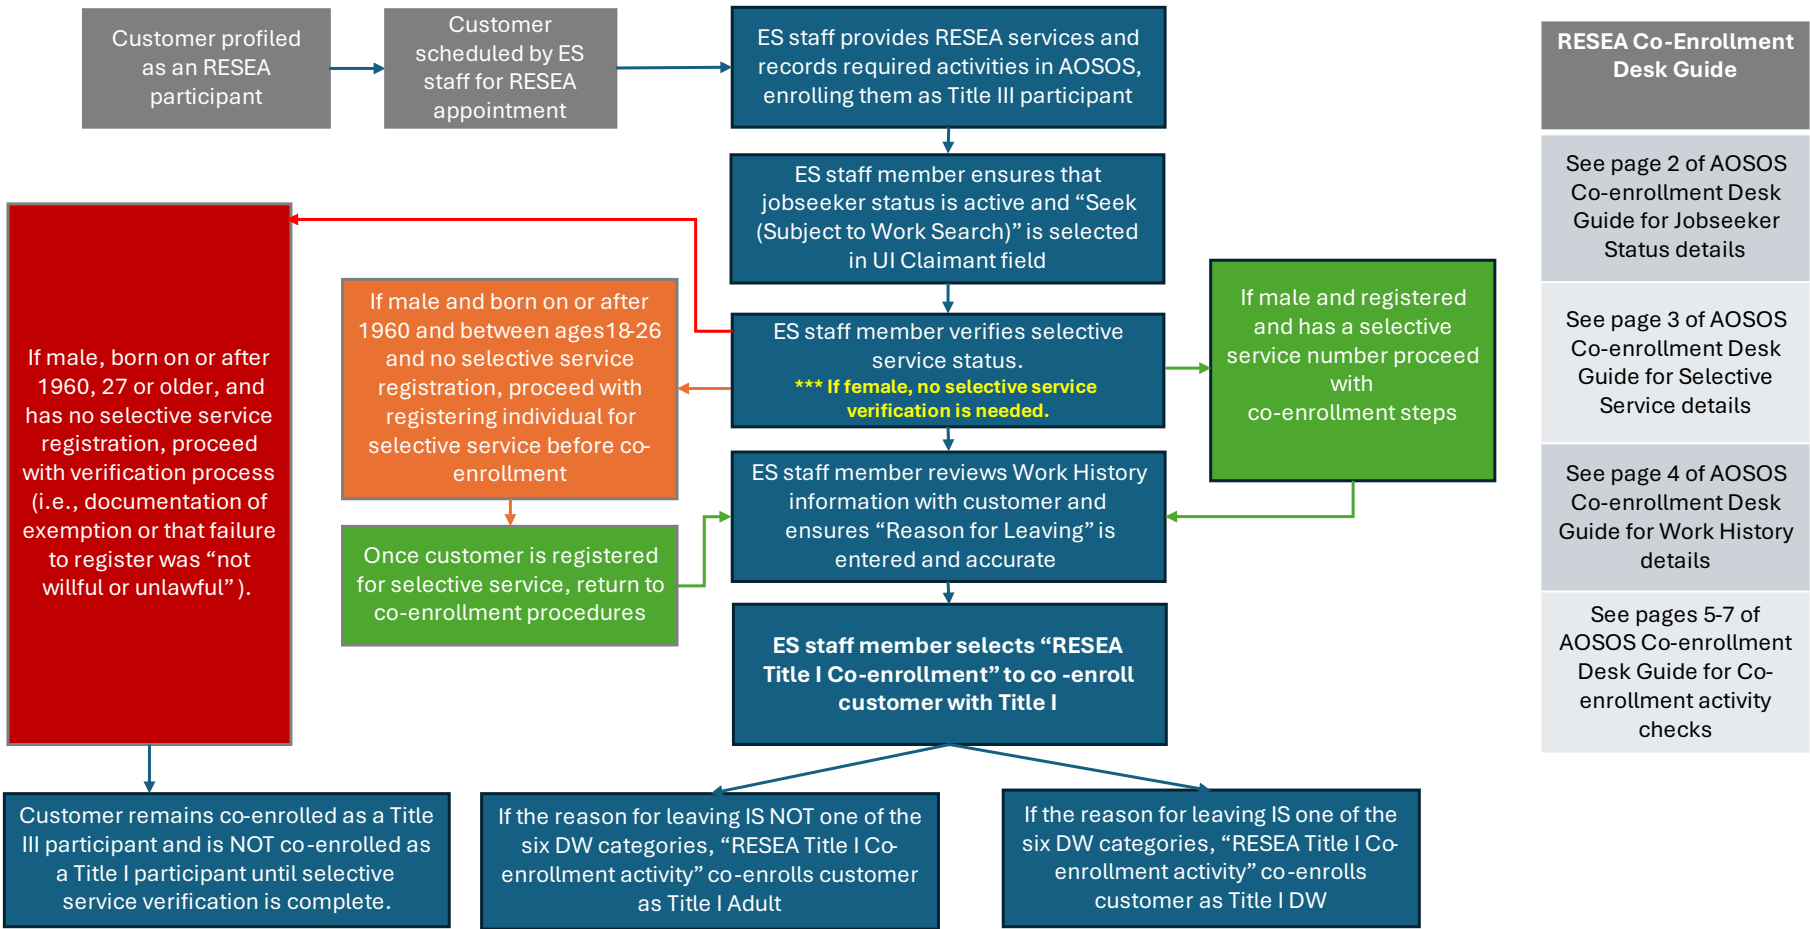 Customer profiled
as an RESEA
participant
Customer
scheduled by ES
staff for RESEA
appointment
ES staff provides RESEA services and
records required activities in AOSOS,
enrolling them as Title III participant
RESEA Co-Enrollment
Desk Guide
ES staff member ensures that
jobseeker status is active and “Seek
(Subject to Work Search)” is selected
in UI Claimant field
See page 2 of AOSOS
Co-enrollment Desk
Guide for Jobseeker
Status details
If male, born on or after
1960, 27 or older, and
has no selective service
registration, proceed
with verification process
(i.e., documentation of
exemption or that failure
to register was “not
willful or unlawful” ).
If male and born on or after
1960 and between ages18-26
and no selective service
registration, proceed with
registering individual for
selective service before co-
enrollment
ES staff member verifies selective
service status.
*** If female, no selective service
verification is needed.
If male and registered
and has a selective
service number proceed
with
co-enrollment steps
See page 3 of AOSOS
Co-enrollment Desk
Guide for Selective
Service details
Once customer is registered
for selective service, return to
co-enrollment procedures
ES staff member reviews Work History
information with customer and
ensures “Reason for Leaving” is
entered and accurate
See page 4 of AOSOS
Co-enrollment Desk
Guide for Work History
details
ES staff member selects “RESEA
Title I Co-enrollment” to co -enroll
customer with Title I
See pages 5-7 of
AOSOS Co-enrollment
Desk Guide for Co-
enrollment activity
checks
Customer remains co-enrolled as a Title
III participant and is NOT co-enrolled as
a Title I participant until selective
service verification is complete.
If the reason for leaving IS NOT one of the
six DW categories, “RESEA Title I Co-
enrollment activity” co-enrolls customer
as Title I Adult
If the reason for leaving IS one of the
six DW categories, “RESEA Title I Co-
enrollment activity” co-enrolls
customer as Title I DW